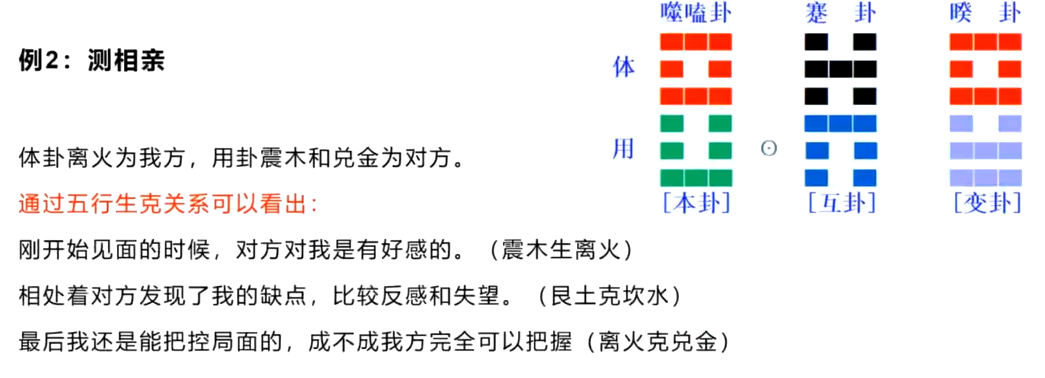 噬嗑卦 蹇 卦 睽 卦
例2：测相亲
体
用
体卦离火为我方，用卦震木和兑金为对方。
[本卦] [互卦] [变卦]
通过五行生克关系可以看出：
刚开始见面的时候，对方对我是有好感的。（震木生离火）
相处着对方发现了我的缺点，比较反感和失望。（艮土克坎水）
最后我还是能把控局面的，成不成我方完全可以把握（离火克兑金）